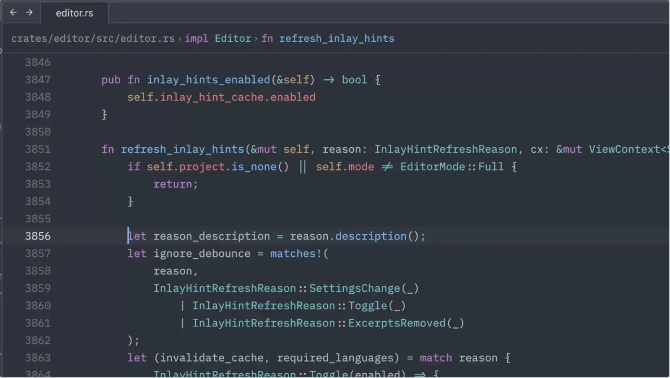 ← → editor.rs
crates/editor/src/editor.rs › impl Editor › fn refresh_inlay_hints
3846
3847 pub fn inlay_hints_enabled(&self) -> bool {
3848 self.inlay_hint_cache.enabled
3849 }
3850
3851 fn refresh_inlay_hints(&mut self, reason: InlayHintRefreshReason, cx: &mut ViewContext<S
3852 if self.project.is_none() || self.mode != EditorMode::Full {
3853 return;
3854 }
3855
3856 let reason_description = reason.description();
3857 let ignore_debounce = matches!(
3858 reason,
3859 InlayHintRefreshReason::SettingsChange(_)
3860 | InlayHintRefreshReason::Toggle(_)
3861 | InlayHintRefreshReason::ExcerptsRemoved(_)
3862 );
3863 let (invalidate_cache, required_languages) = match reason {
3864 InlayHintRefreshReason::Toggle(enabled) => {